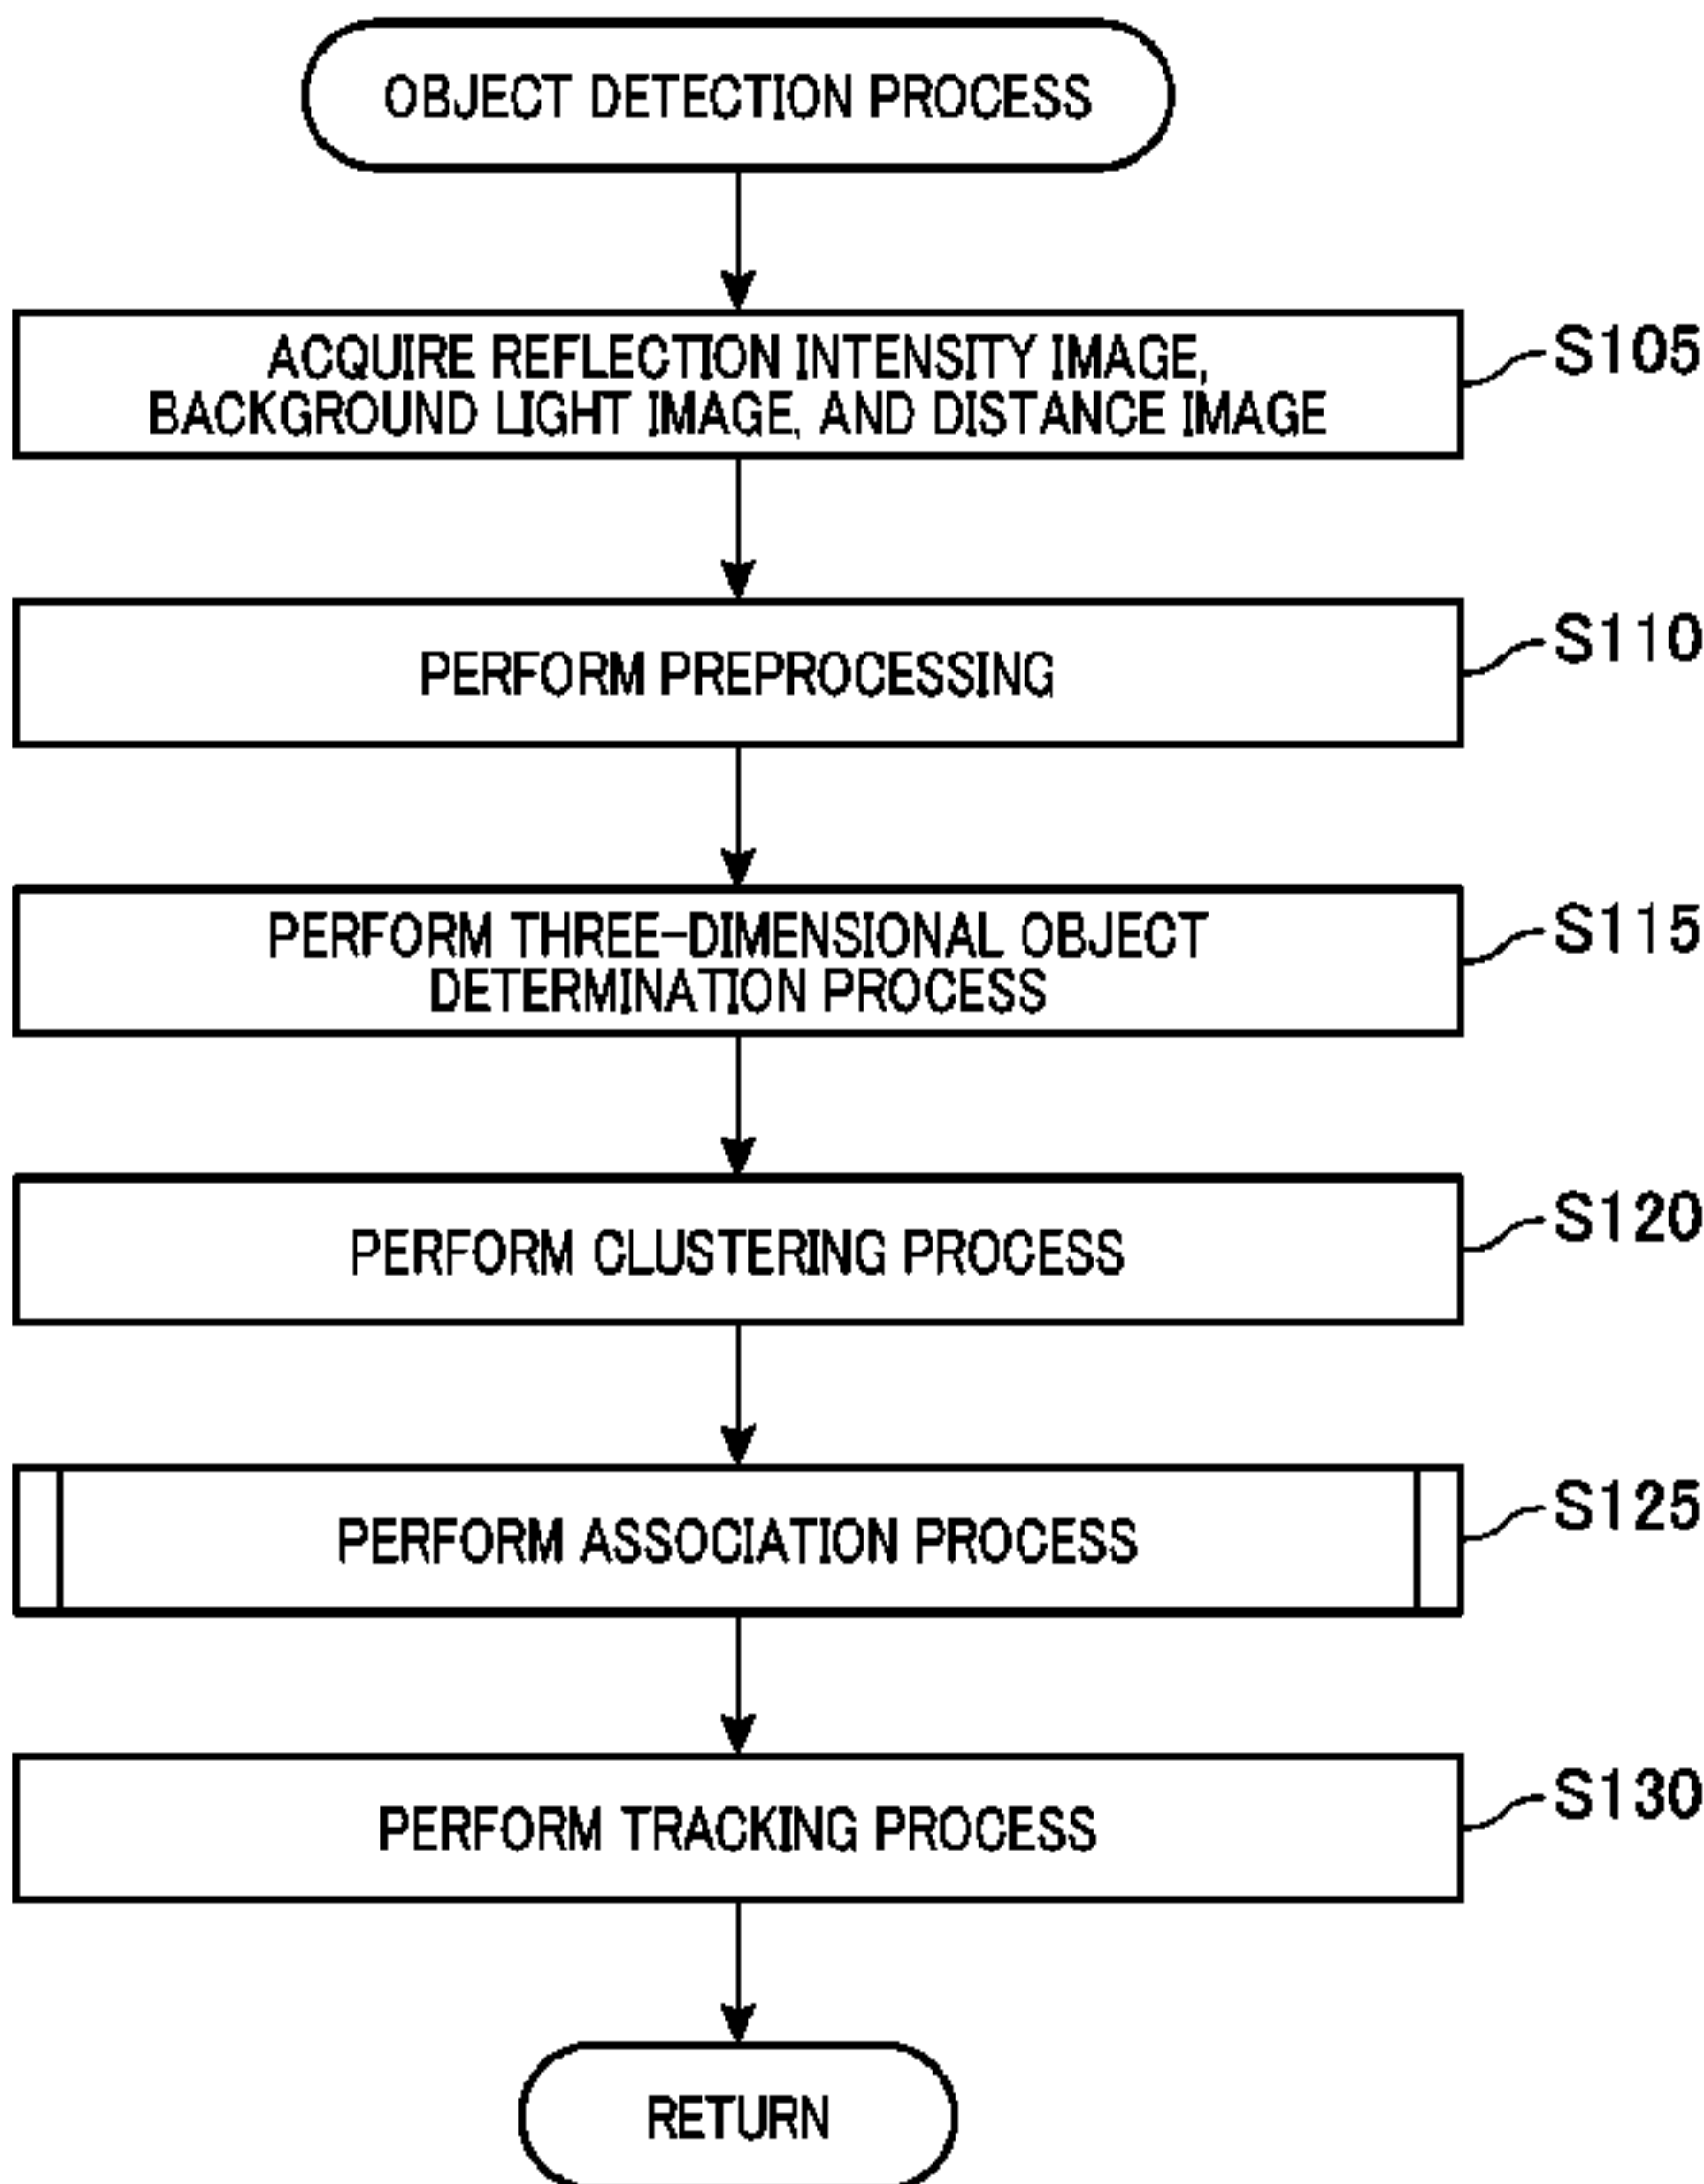 OBJECT DETECTION PROCESS
ACQUIRE REFLECTION INTENSITY IMAGE,
BACKGROUND LIGHT IMAGE, AND DISTANCE IMAGE
S105
PERFORM PREPROCESSING
S110
PERFORM THREE-DIMENSIONAL OBJECT
DETERMINATION PROCESS
S115
PERFORM CLUSTERING PROCESS
S120
PERFORM ASSOCIATION PROCESS
S125
PERFORM TRACKING PROCESS
S130
RETURN